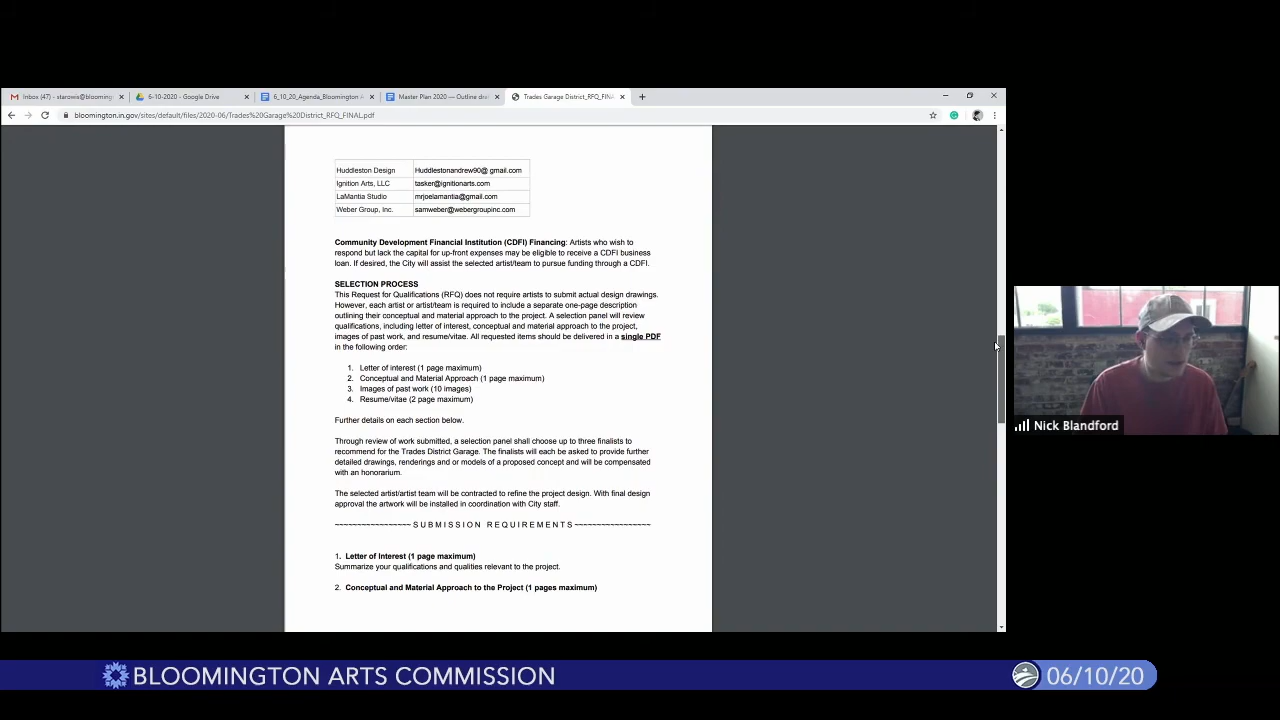 Inbox (47) - starowis@blooming
6-10-2020 - Google Drive
6_10_20_Agenda_Bloomington A
Master Plan 2020 — Outline dra
Trades Garage District_RFQ_FINA
bloomington.in.gov/sites/default/files/2020-06/Trades%20Garage%20District_RFQ_FINAL.pdf
Huddleston Design Huddlestonandrew90@ gmail.com
Ignition Arts, LLC tasker@ignitionarts.com
LaMantia Studio mrjoelamantia@gmail.com
Weber Group, Inc. samweber@webergroupinc.com
Community Development Financial Institution (CDFI) Financing: Artists who wish to
respond but lack the capital for up-front expenses may be eligible to receive a CDFI business
loan. If desired, the City will assist the selected artist/team to pursue funding through a CDFI.
SELECTION PROCESS
This Request for Qualifications (RFQ) does not require artists to submit actual design drawings.
However, each artist or artist/team is required to include a separate one-page description
outlining their conceptual and material approach to the project. A selection panel will review
qualifications, including letter of interest, conceptual and material approach to the project,
images of past work, and resume/vitae. All requested items should be delivered in a single PDF
in the following order:
1. Letter of interest (1 page maximum)
2. Conceptual and Material Approach (1 page maximum)
3. Images of past work (10 images)
4. Resume/vitae (2 page maximum)
Further details on each section below.
Through review of work submitted, a selection panel shall choose up to three finalists to
recommend for the Trades District Garage. The finalists will each be asked to provide further
detailed drawings, renderings and or models of a proposed concept and will be compensated
with an honorarium.
The selected artist/artist team will be contracted to refine the project design. With final design
approval the artwork will be installed in coordination with City staff.
~~~~~~~~~~~~~~~~~ S U B M I S S I O N R E Q U I R E M E N T S ~~~~~~~~~~~~~~~~~
1. Letter of Interest (1 page maximum)
Summarize your qualifications and qualities relevant to the project.
2. Conceptual and Material Approach to the Project (1 pages maximum)
Nick Blandford
BLOOMINGTON ARTS COMMISSION
06/10/20